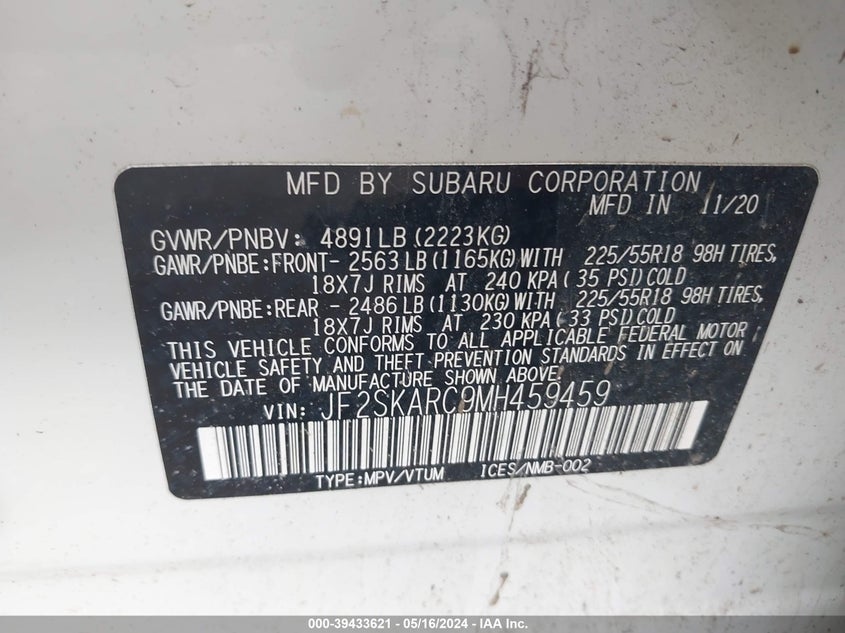 MFD BY SUBARU CORPORATION
MFD IN 11/20
GVWR/PNBV: 4891LB (2223KG)
GAWR/PNBE:FRONT- 2563LB (1165KG)WITH 225/55R18 98H TIRES,
18X7J RIMS AT 240 KPA( 35 PSI)COLD
GAWR/PNBE:REAR - 2486LB (1130KG)WITH 225/55R18 98H TIRES,
18X7J RIMS AT 230 KPA( 33 PSI)COLD
THIS VEHICLE CONFORMS TO ALL APPLICABLE FEDERAL MOTOR
VEHICLE SAFETY AND THEFT PREVENTION STANDARDS IN EFFECT ON
THE DATE OF MANUFACTURE SHOWN ABOVE.
VIN: JF2SKARC9MH459459
TYPE:MPV/VTUM ICES/NMB-002
000-39433621 - 05/16/2024 - IAA Inc.